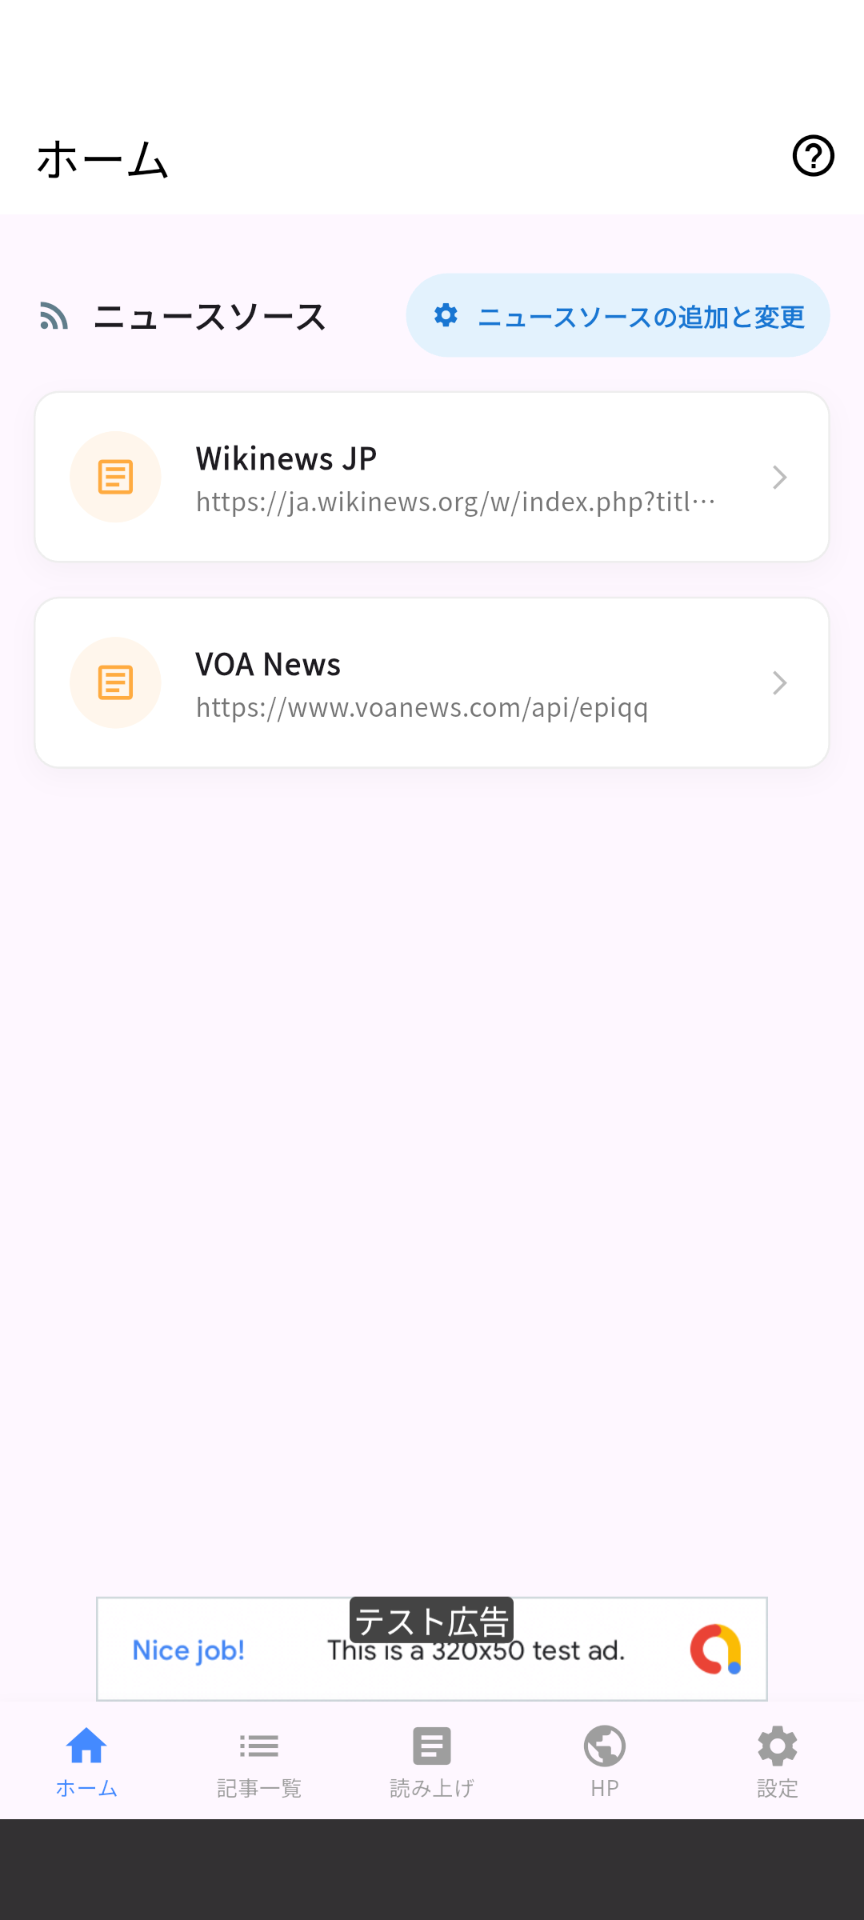 ホーム
ニュースソース
ニュースソースの追加と変更
Wikinews JP
https://ja.wikinews.org/w/index.php?titl…
VOA News
https://www.voanews.com/api/epiqq
テスト広告
Nice job!
This is a 320x50 test ad.
ホーム
記事一覧
読み上げ
HP
設定